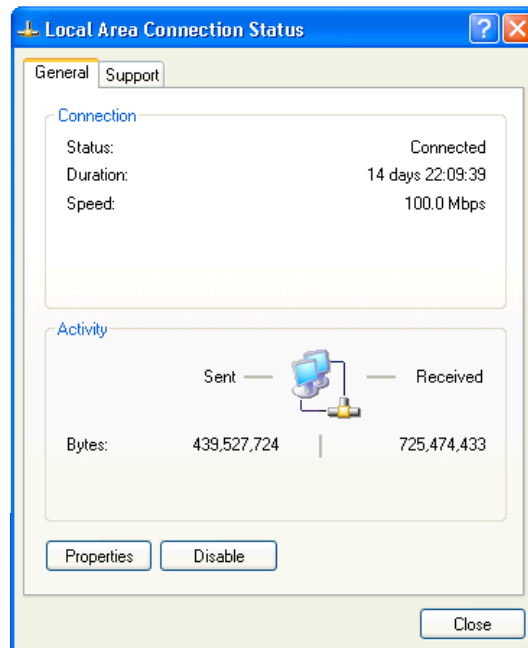 Local Area Connection Status
General Support
Connection
Status: Connected
Duration: 14 days 22:09:39
Speed: 100.0 Mbps
Activity
Sent Received
Bytes: 439,527,724 725,474,433
Properties Disable
Close